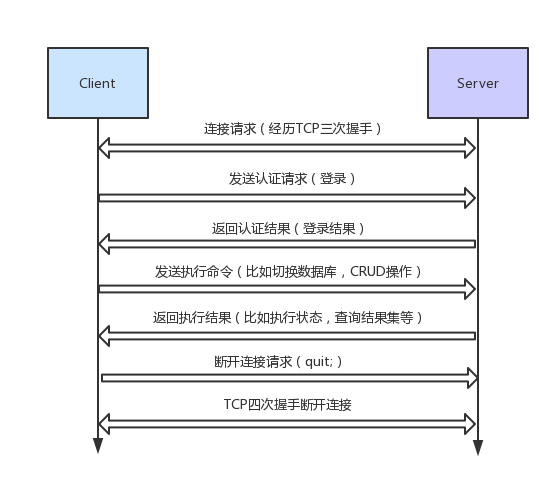 Client
Server
连接请求（经历TCP三次握手）
发送认证请求（登录）
返回认证结果（登录结果）
发送执行命令（比如切换数据库，CRUD操作）
返回执行结果（比如执行状态，查询结果集等）
断开连接请求（quit;）
TCP四次握手断开连接